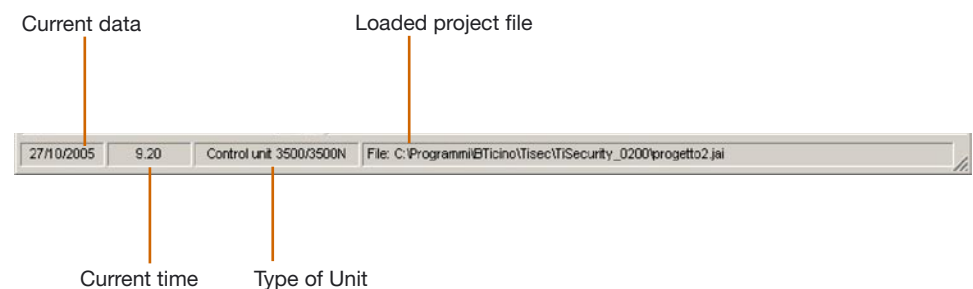 Current data Loaded project file
27/10/2005 9.20 Control unit 3500/3500N File: C:\Programmi\BTicino\Tisec\TiSecurity_0200\progetto2.jai
Current time Type of Unit